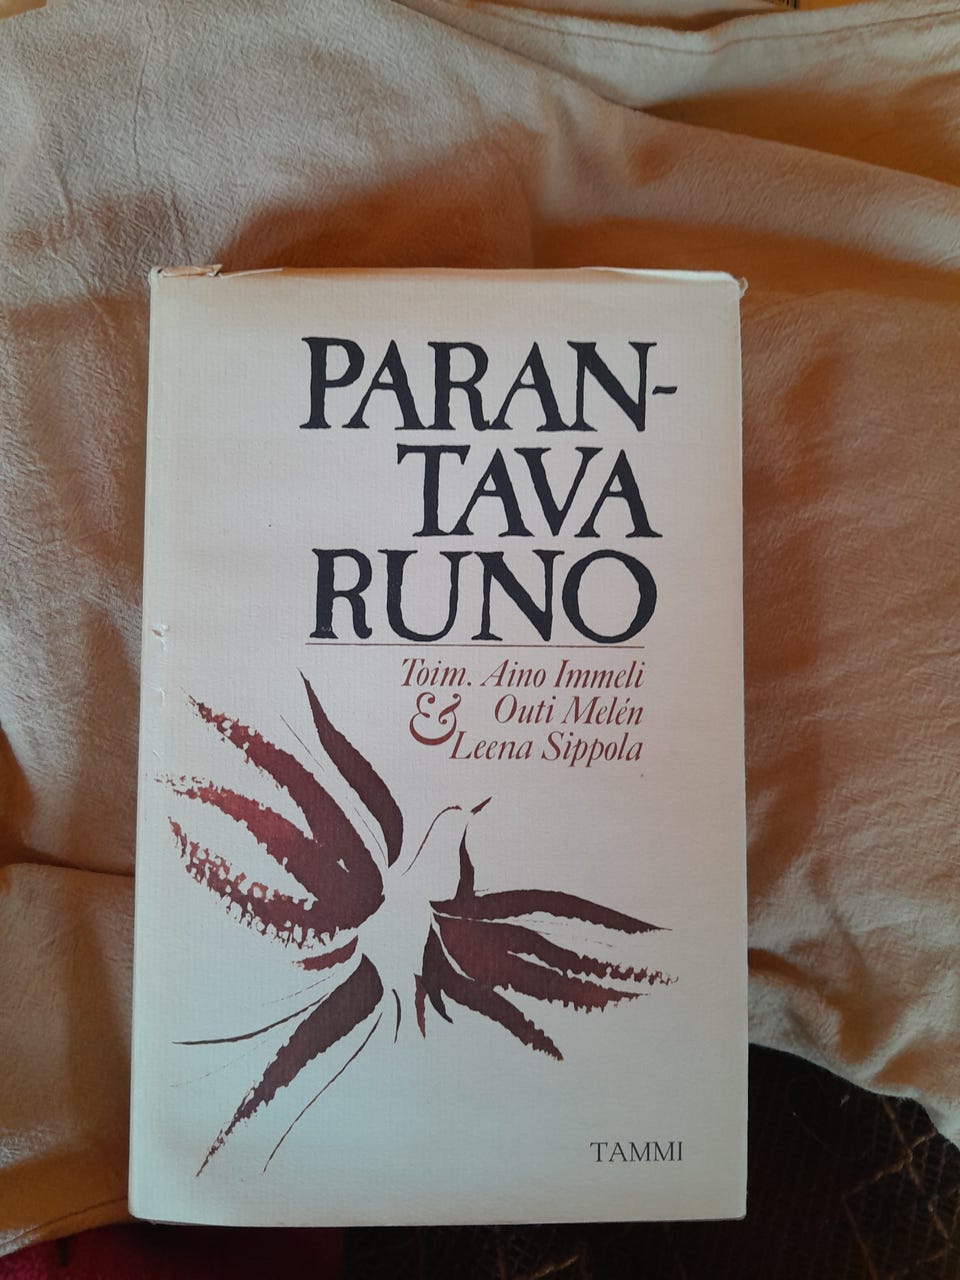 PARAN-
TAVA
RUNO
Toim. Aino Immeli
& Outi Melén
Leena Sippola
TAMMI